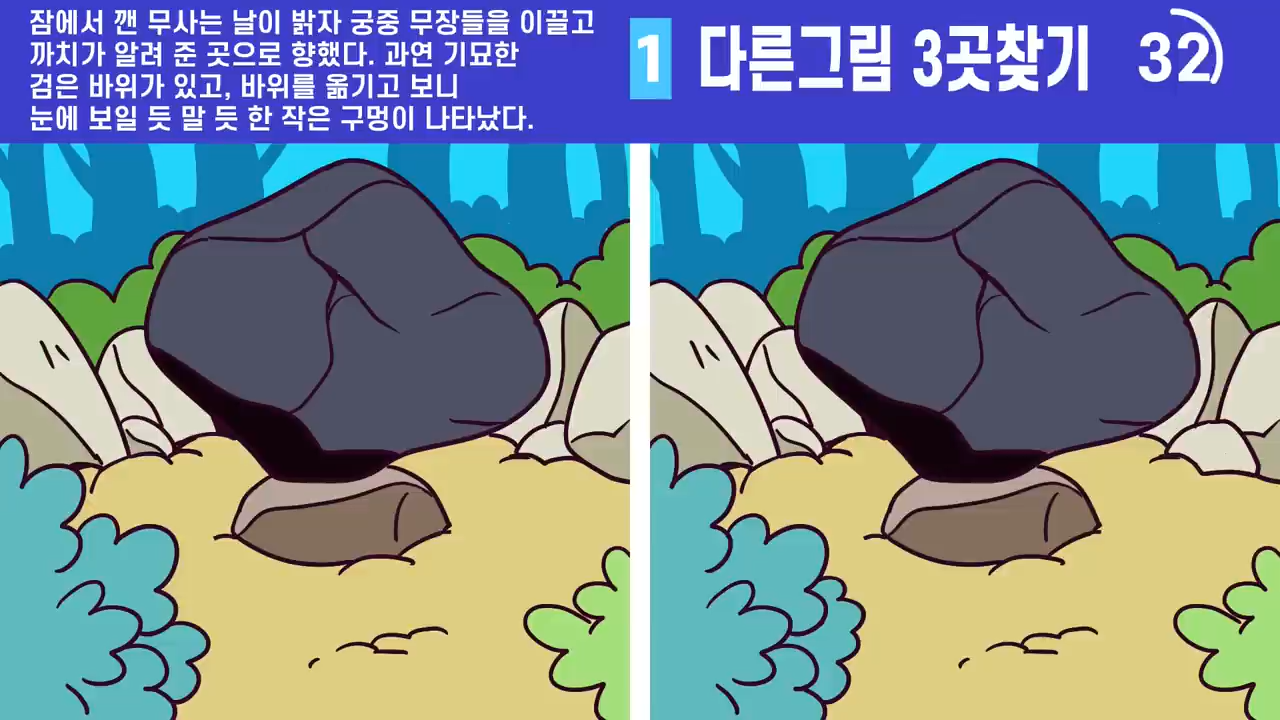 잠에서 깬 무사는 날이 밝자 궁중 무장들을 이끌고
까치가 알려 준 곳으로 향했다. 과연 기묘한
검은 바위가 있고, 바위를 옮기고 보니
눈에 보일 듯 말 듯 한 작은 구멍이 나타났다.
1 다른그림 3곳찾기 32